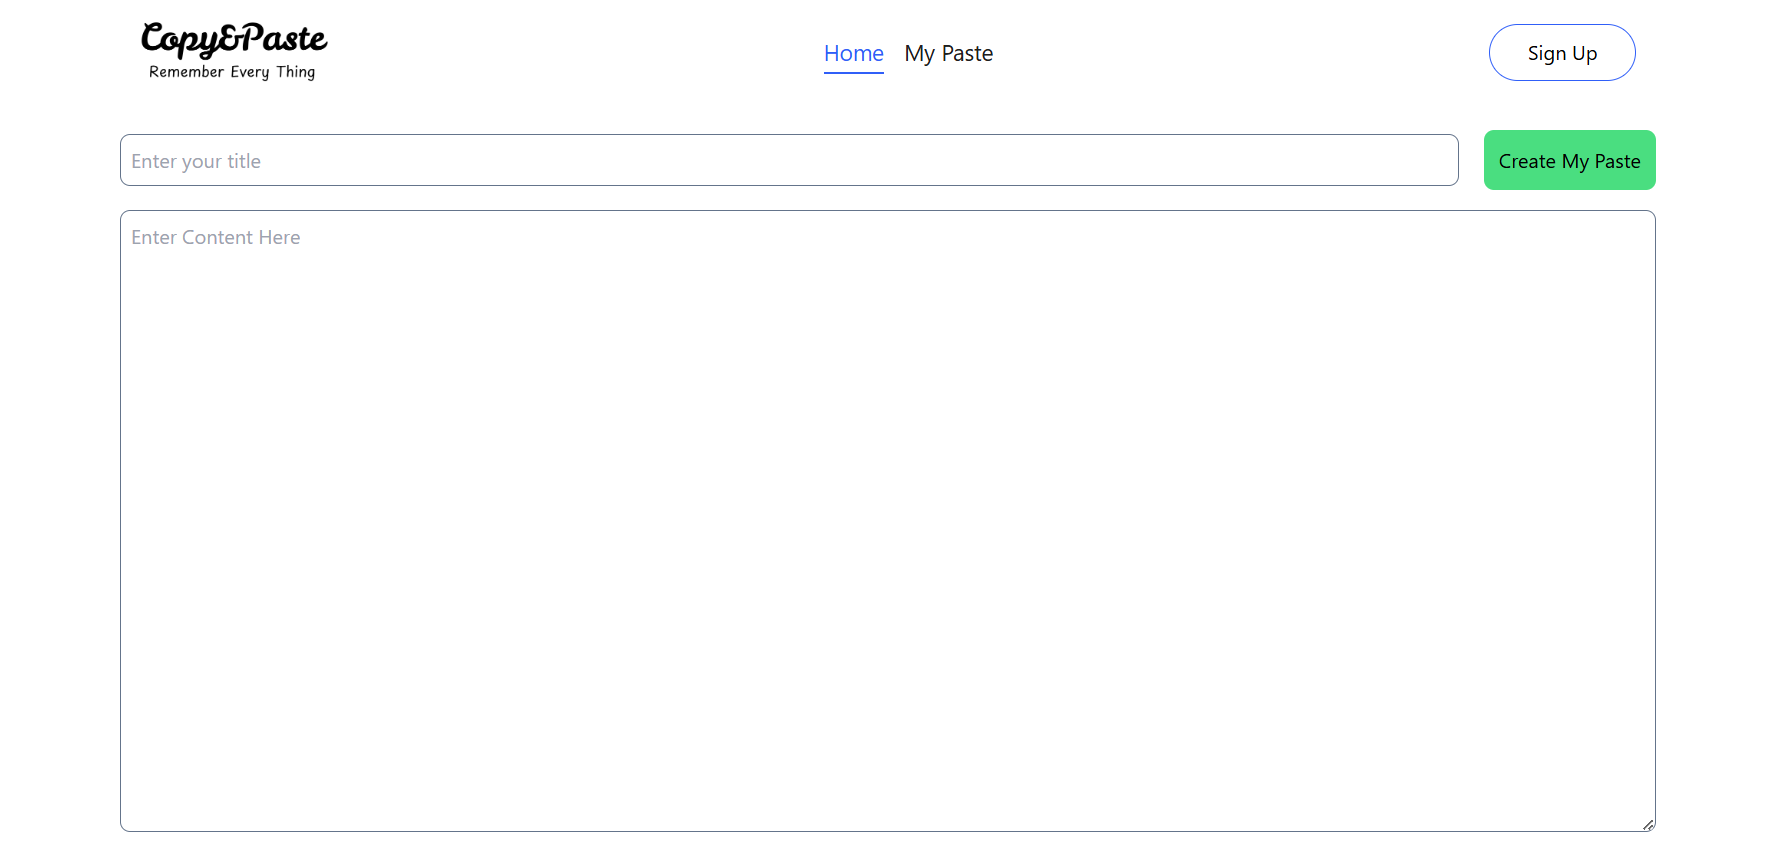 Copy&Paste
Remember Every Thing
Home
My Paste
Sign Up
Enter your title
Create My Paste
Enter Content Here